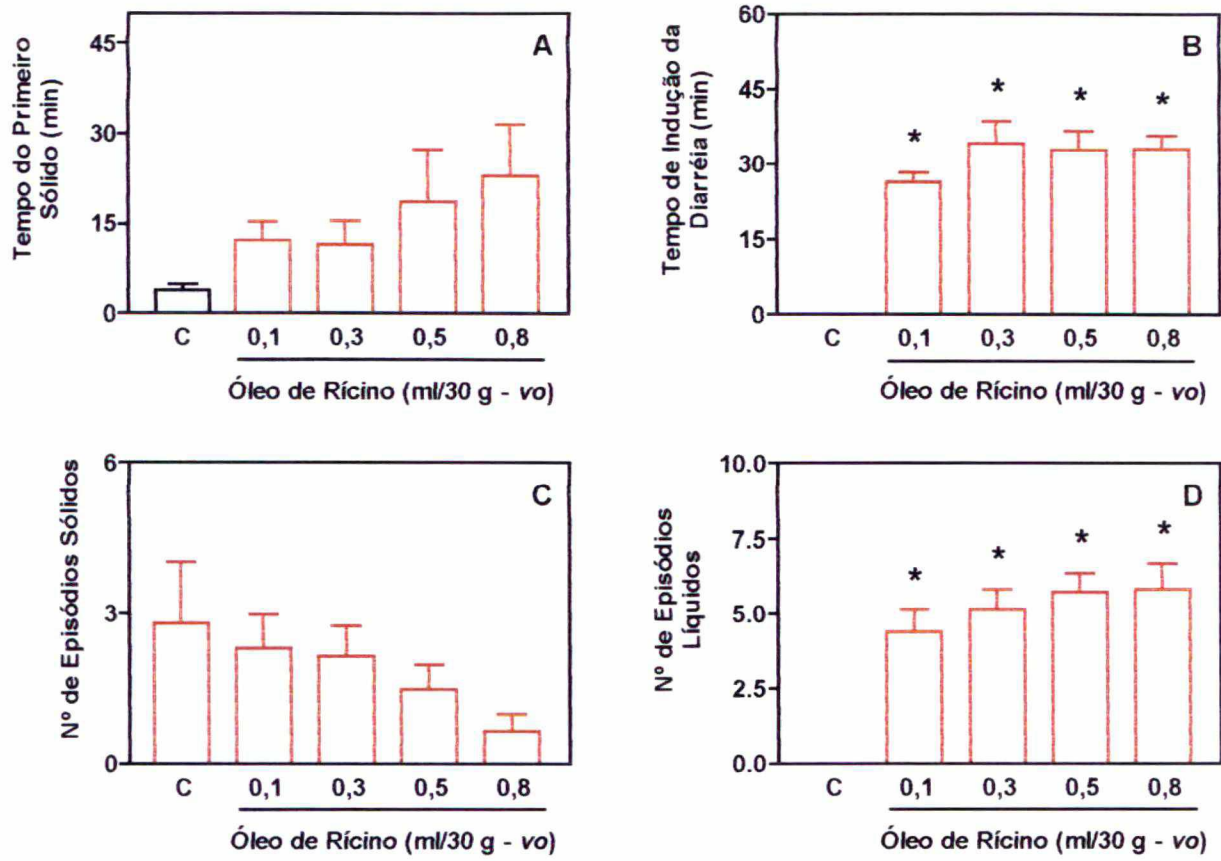 A
Tempo do Primeiro
Sólido (min)
45
30
15
0
C 0,1 0,3 0,5 0,8
Óleo de Rícino (ml/30 g - vo)
B
Tempo de Indução da
Diarréia (min)
60
45
30
15
0
* * * *
C 0,1 0,3 0,5 0,8
Óleo de Rícino (ml/30 g - vo)
C
Nº de Episódios Sólidos
6
3
0
C 0,1 0,3 0,5 0,8
Óleo de Rícino (ml/30 g - vo)
D
Nº de Episódios
Líquidos
10.0
7.5
5.0
2.5
0.0
* * * *
C 0,1 0,3 0,5 0,8
Óleo de Rícino (ml/30 g - vo)